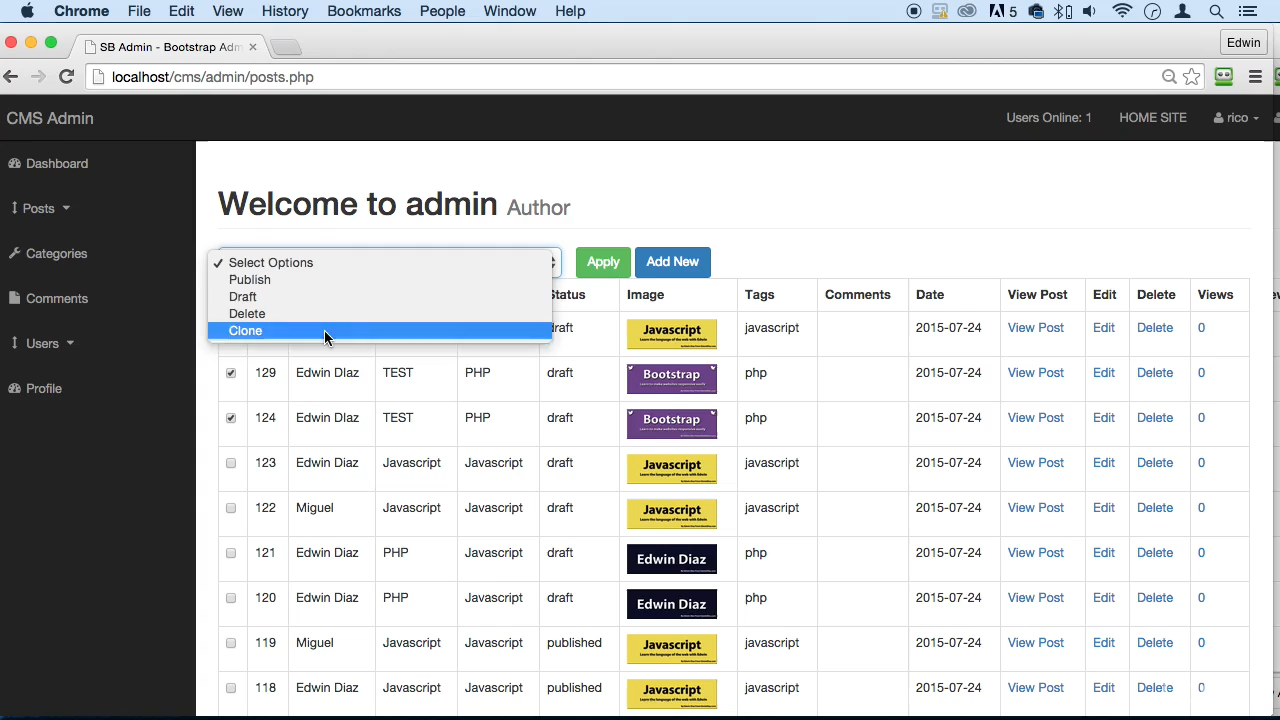 Chrome File Edit View History Bookmarks People Window Help 5
SB Admin - Bootstrap Adm
Edwin
localhost/cms/admin/posts.php
CMS Admin Users Online: 1 HOME SITE rico
Dashboard
Posts
Categories
Comments
Users
Profile
Welcome to admin Author
Select Options
Publish
Draft
Delete
Clone
Apply Add New
Status Image Tags Comments Date View Post Edit Delete Views
draft Javascript javascript 2015-07-24 View Post Edit Delete 0
129 Edwin DIaz TEST PHP draft Bootstrap php 2015-07-24 View Post Edit Delete 0
124 Edwin DIaz TEST PHP draft Bootstrap php 2015-07-24 View Post Edit Delete 0
123 Edwin Diaz Javascript Javascript draft Javascript javascript 2015-07-24 View Post Edit Delete 0
122 Miguel Javascript Javascript draft Javascript javascript 2015-07-24 View Post Edit Delete 0
121 Edwin Diaz PHP Javascript draft Edwin Diaz php 2015-07-24 View Post Edit Delete 0
120 Edwin Diaz PHP Javascript draft Edwin Diaz php 2015-07-24 View Post Edit Delete 0
119 Miguel Javascript Javascript published Javascript javascript 2015-07-24 View Post Edit Delete 0
118 Edwin Diaz Javascript Javascript published Javascript javascript 2015-07-24 View Post Edit Delete 0